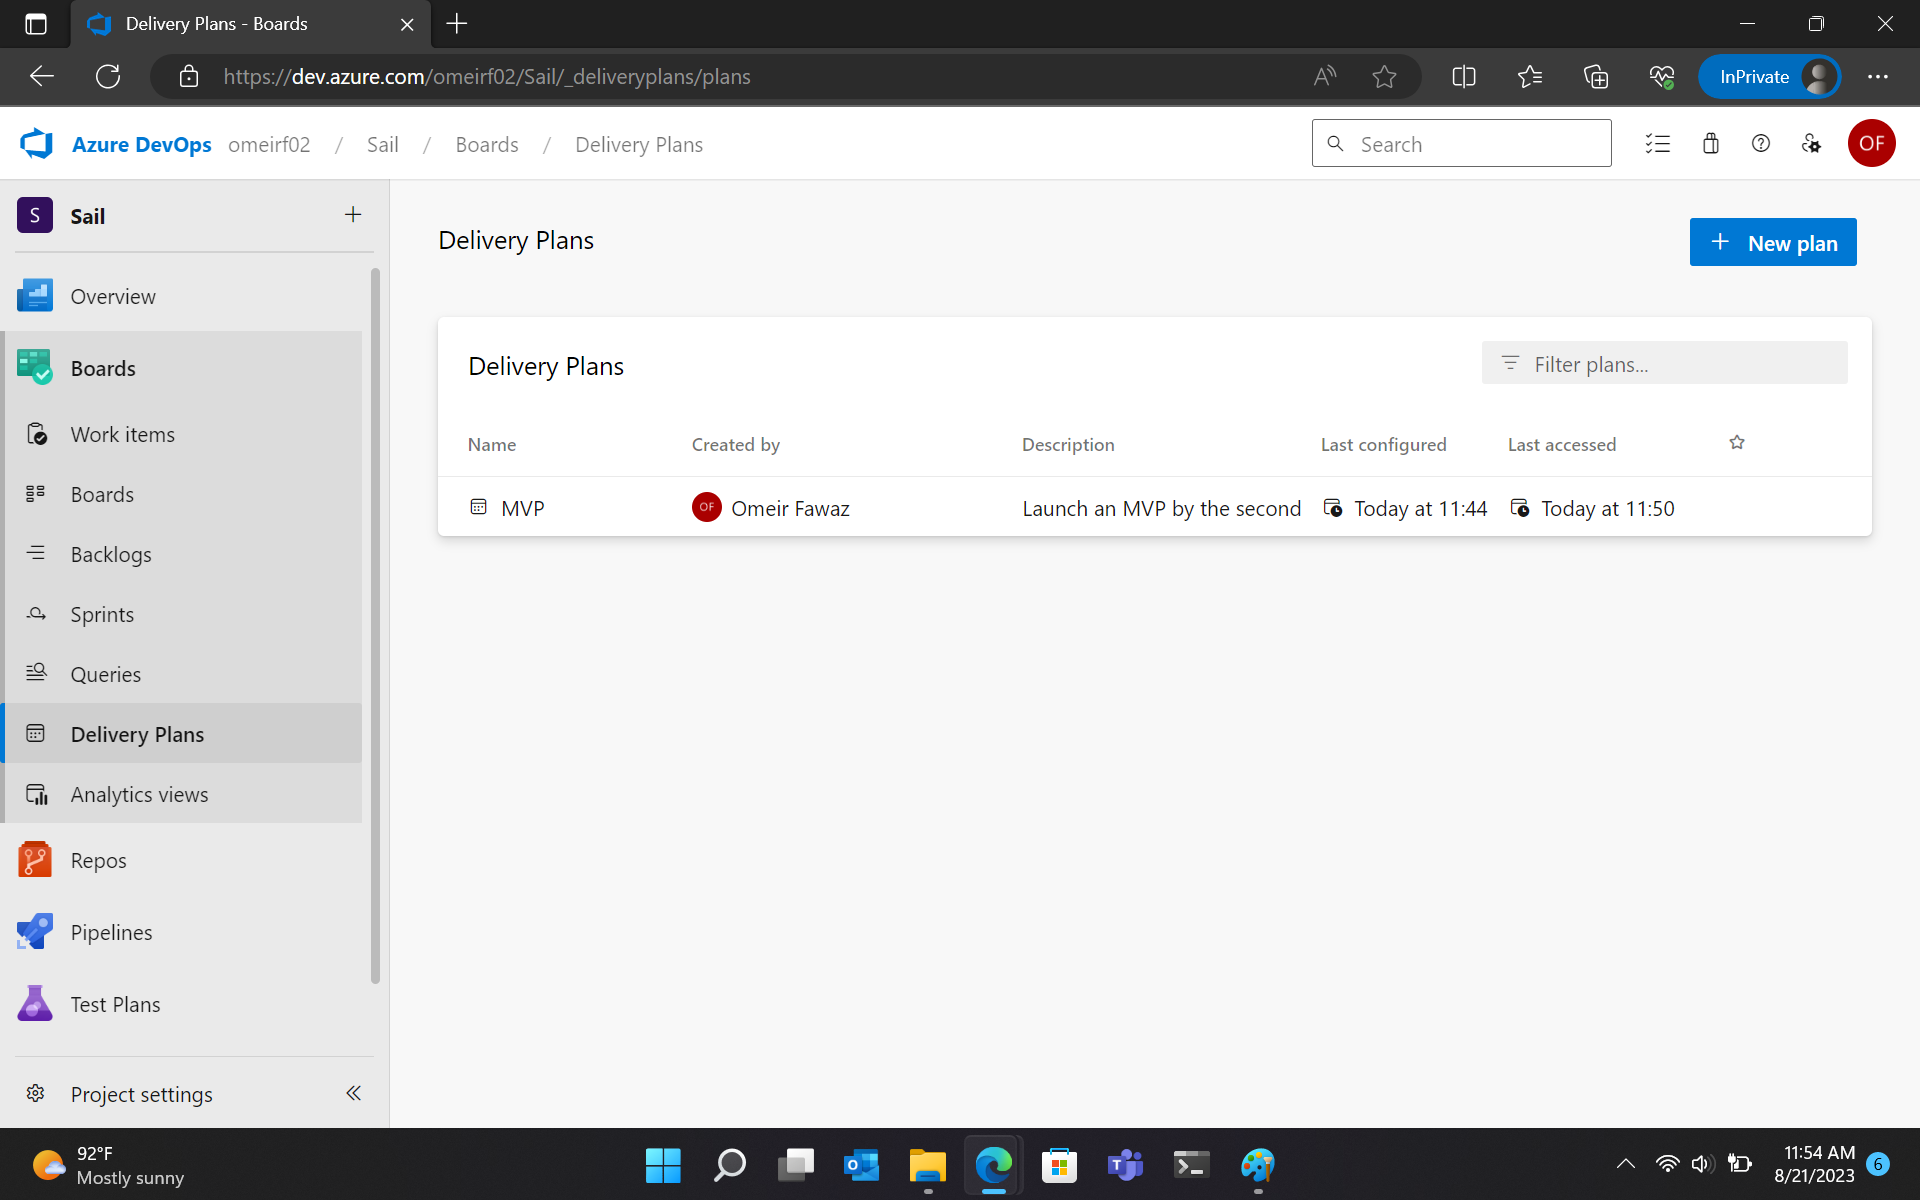 Delivery Plans - Boards
https://dev.azure.com/omeirf02/Sail/_deliveryplans/plans
InPrivate
Azure DevOps omeirf02 / Sail / Boards / Delivery Plans
Search
OF
S Sail
Delivery Plans
New plan
Overview
Boards
Work items
Boards
Backlogs
Sprints
Queries
Delivery Plans
Analytics views
Repos
Pipelines
Test Plans
Project settings
Delivery Plans
Filter plans...
Name Created by Description Last configured Last accessed
MVP OF Omeir Fawaz Launch an MVP by the second Today at 11:44 Today at 11:50
92°F
Mostly sunny
11:54 AM
8/21/2023
6